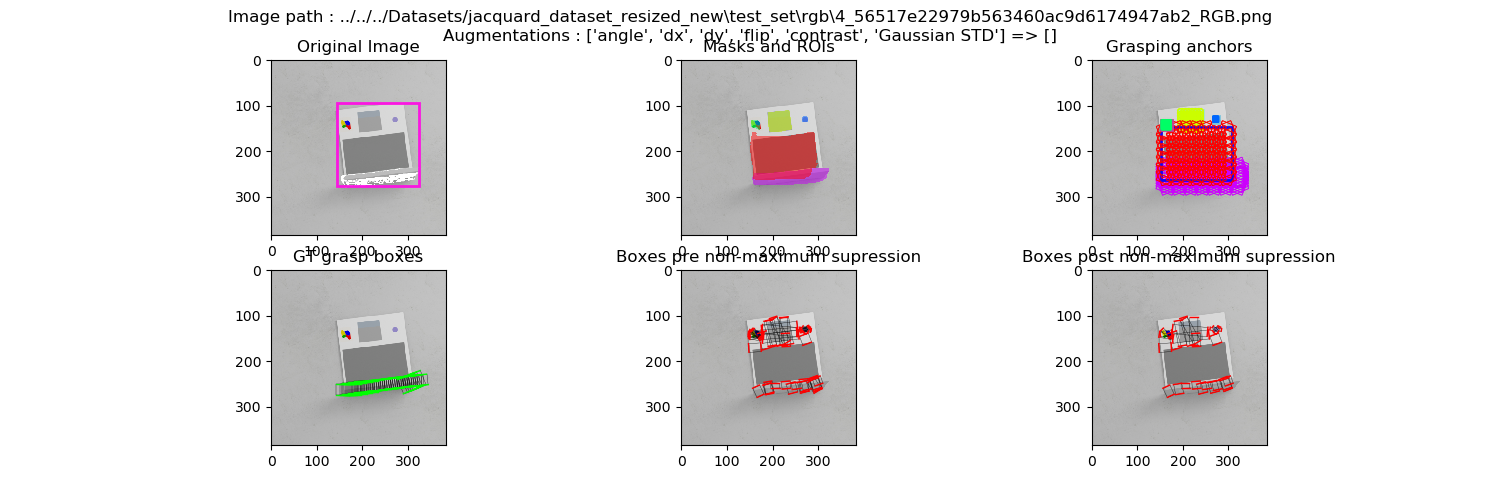 Image path : ../../../Datasets/jacquard_dataset_resized_new\test_set\rgb\4_56517e22979b563460ac9d6174947ab2_RGB.png
Augmentations : ['angle', 'dx', 'dy', 'flip', 'contrast', 'Gaussian STD'] => []
Original Image
0
100
200
300
0 100 200 300
Masks and ROIs
0
100
200
300
0 100 200 300
Grasping anchors
0
100
200
300
0 100 200 300
GT grasp boxes
0
100
200
300
0 100 200 300
Boxes pre non-maximum supression
0
100
200
300
0 100 200 300
Boxes post non-maximum supression
0
100
200
300
0 100 200 300